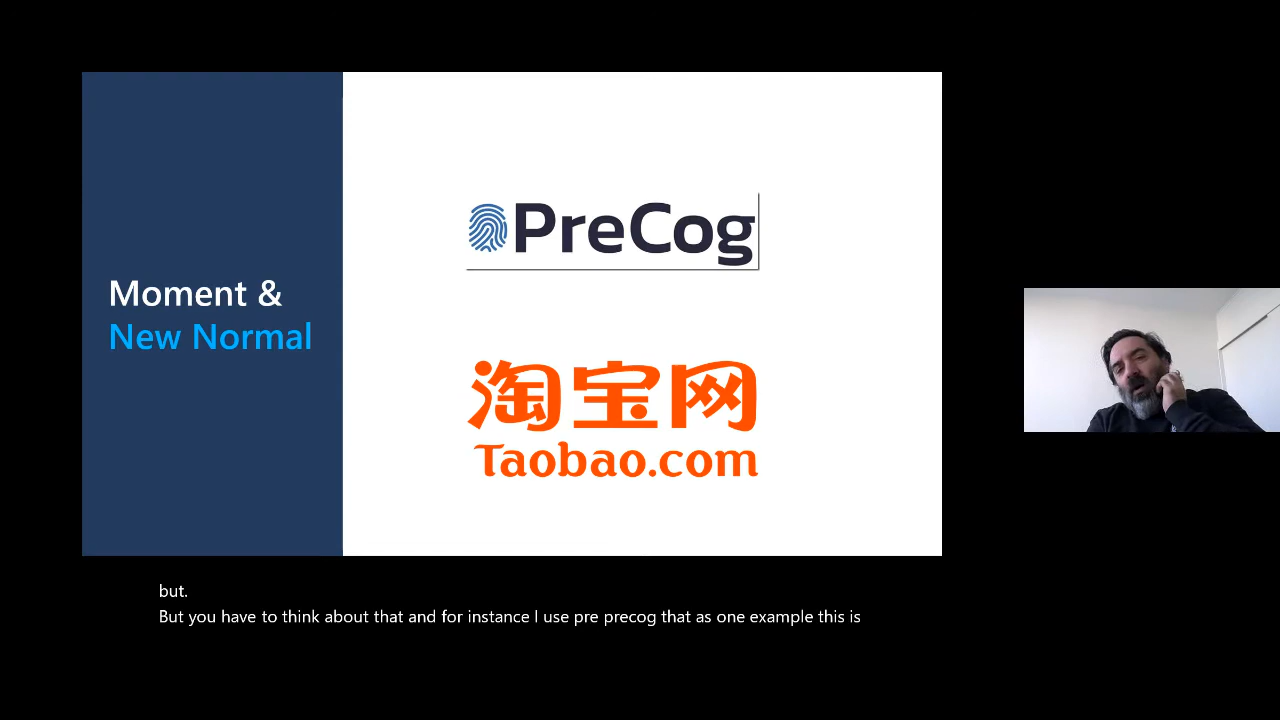 Moment &
New Normal
PreCog
淘宝网
Taobao.com
but.
But you have to think about that and for instance I use pre precog that as one example this is